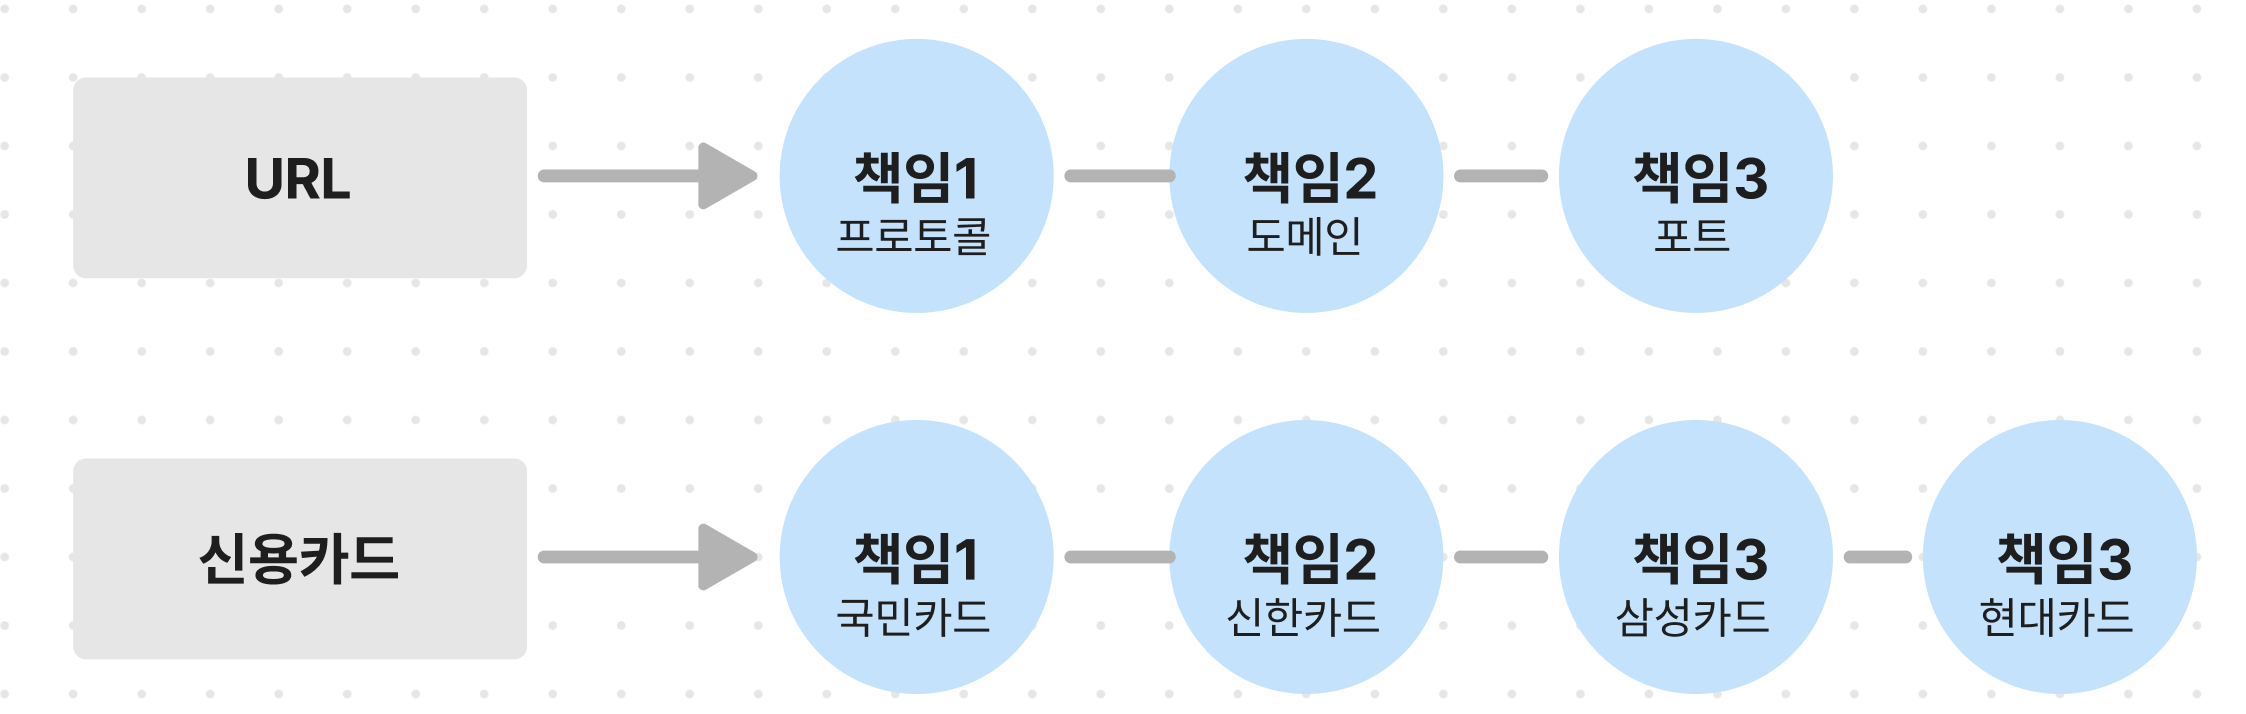 URL
책임1
프로토콜
책임2
도메인
책임3
포트
신용카드
책임1
국민카드
책임2
신한카드
책임3
삼성카드
책임3
현대카드